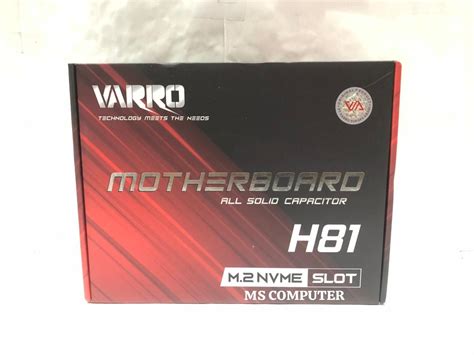 VARRO
TECHNOLOGY MEETS THE NEEDS
MOTHERBOARD
ALL SOLID CAPACITOR
H81
M.2 NVME SLOT
MS COMPUTER